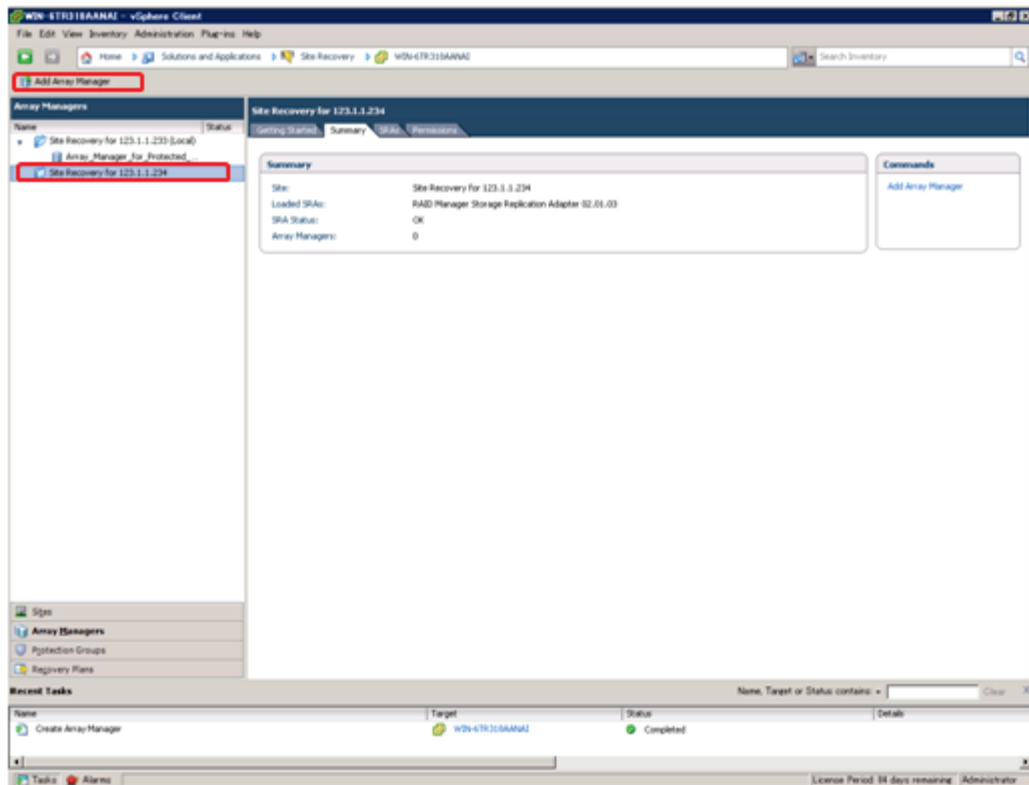 WIN-6TR318AANAI - vSphere Client
File Edit View Inventory Administration Plug-ins Help
Home Solutions and Applications Site Recovery WIN-6TR318AANAI Search Inventory
Add Array Manager
Array Managers
Name Status
Site Recovery for 123.1.1.233 (Local)
Array_Manager_for_Protected_...
Site Recovery for 123.1.1.234
Site Recovery for 123.1.1.234
Getting Started Summary SRAs Permissions
Summary
Site: Site Recovery for 123.1.1.234
Loaded SRAs: RAID Manager Storage Replication Adapter 02.01.03
SRA Status: OK
Array Managers: 0
Commands
Add Array Manager
Sites
Array Managers
Protection Groups
Recovery Plans
Recent Tasks
Name, Target or Status contains: Clear
Name Target Status Details
Create Array Manager WIN-6TR318AANAI Completed
Tasks Alarms License Period: 84 days remaining Administrator